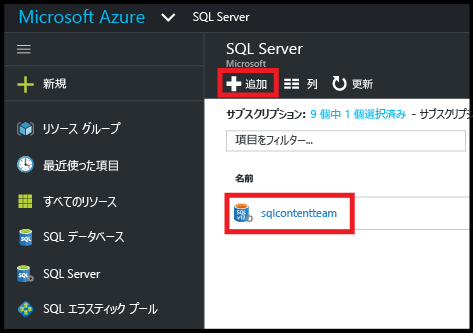 Microsoft Azure SQL Server
新規
リソース グループ
最近使った項目
すべてのリソース
SQL データベース
SQL Server
SQL エラスティック プール
SQL Server
Microsoft
追加 列 更新
サブスクリプション: 9 個中 1 個選択済み - サブスクリプ
項目をフィルター...
名前
sqlcontentteam